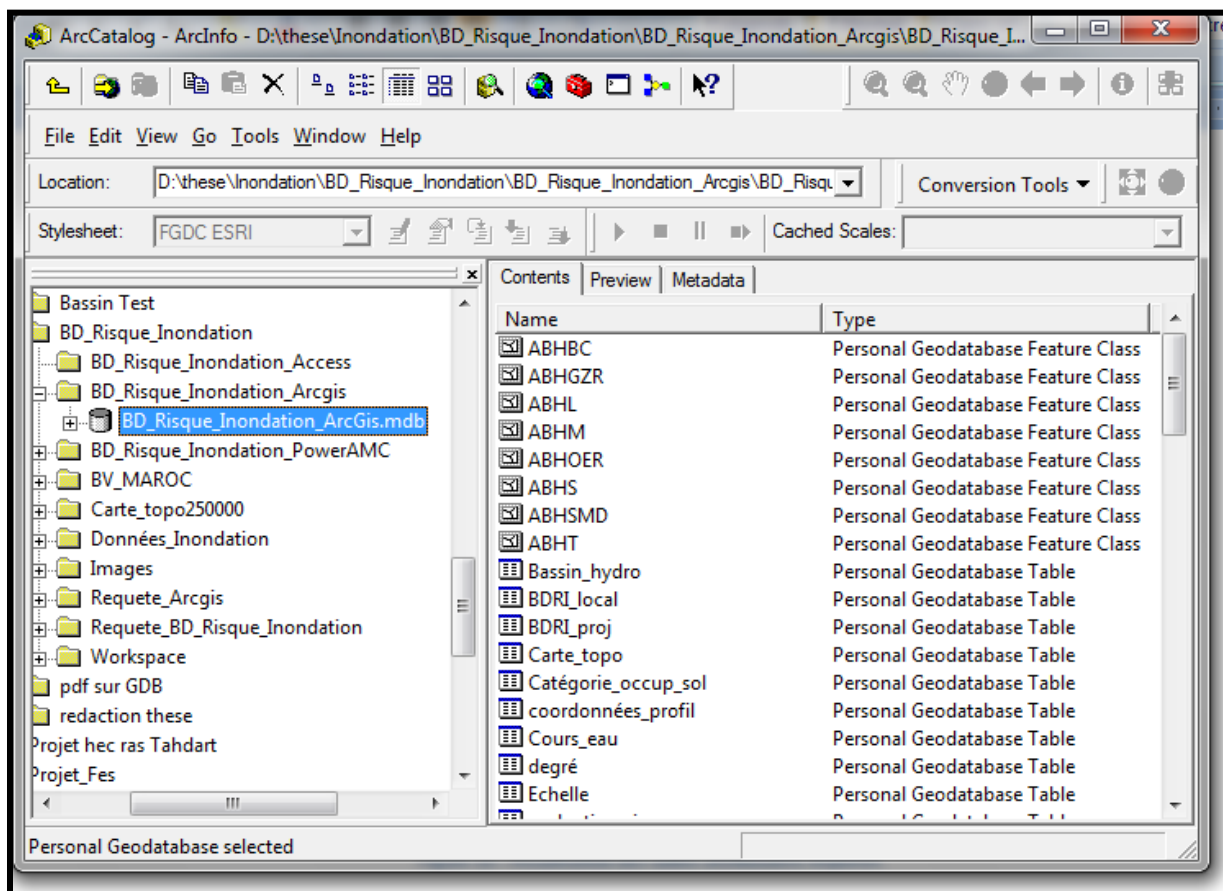 ArcCatalog - ArcInfo - D:\these\Inondation\BD_Risque_Inondation\BD_Risque_Inondation_Arcgis\BD_Risque_I...
File Edit View Go Tools Window Help
Location: D:\these\Inondation\BD_Risque_Inondation\BD_Risque_Inondation_Arcgis\BD_Risqu Conversion Tools
Stylesheet: FGDC ESRI Cached Scales:
Bassin Test
BD_Risque_Inondation
BD_Risque_Inondation_Access
BD_Risque_Inondation_Arcgis
BD_Risque_Inondation_ArcGis.mdb
BD_Risque_Inondation_PowerAMC
BV_MAROC
Carte_topo250000
Données_Inondation
Images
Requete_Arcgis
Requete_BD_Risque_Inondation
Workspace
pdf sur GDB
redaction these
Projet hec ras Tahdart
Projet_Fes
Contents Preview Metadata
Name Type
ABHBC Personal Geodatabase Feature Class
ABHGZR Personal Geodatabase Feature Class
ABHL Personal Geodatabase Feature Class
ABHM Personal Geodatabase Feature Class
ABHOER Personal Geodatabase Feature Class
ABHS Personal Geodatabase Feature Class
ABHSMD Personal Geodatabase Feature Class
ABHT Personal Geodatabase Feature Class
Bassin_hydro Personal Geodatabase Table
BDRI_local Personal Geodatabase Table
BDRI_proj Personal Geodatabase Table
Carte_topo Personal Geodatabase Table
Catégorie_occup_sol Personal Geodatabase Table
coordonnées_profil Personal Geodatabase Table
Cours_eau Personal Geodatabase Table
degré Personal Geodatabase Table
Echelle Personal Geodatabase Table
Personal Geodatabase selected